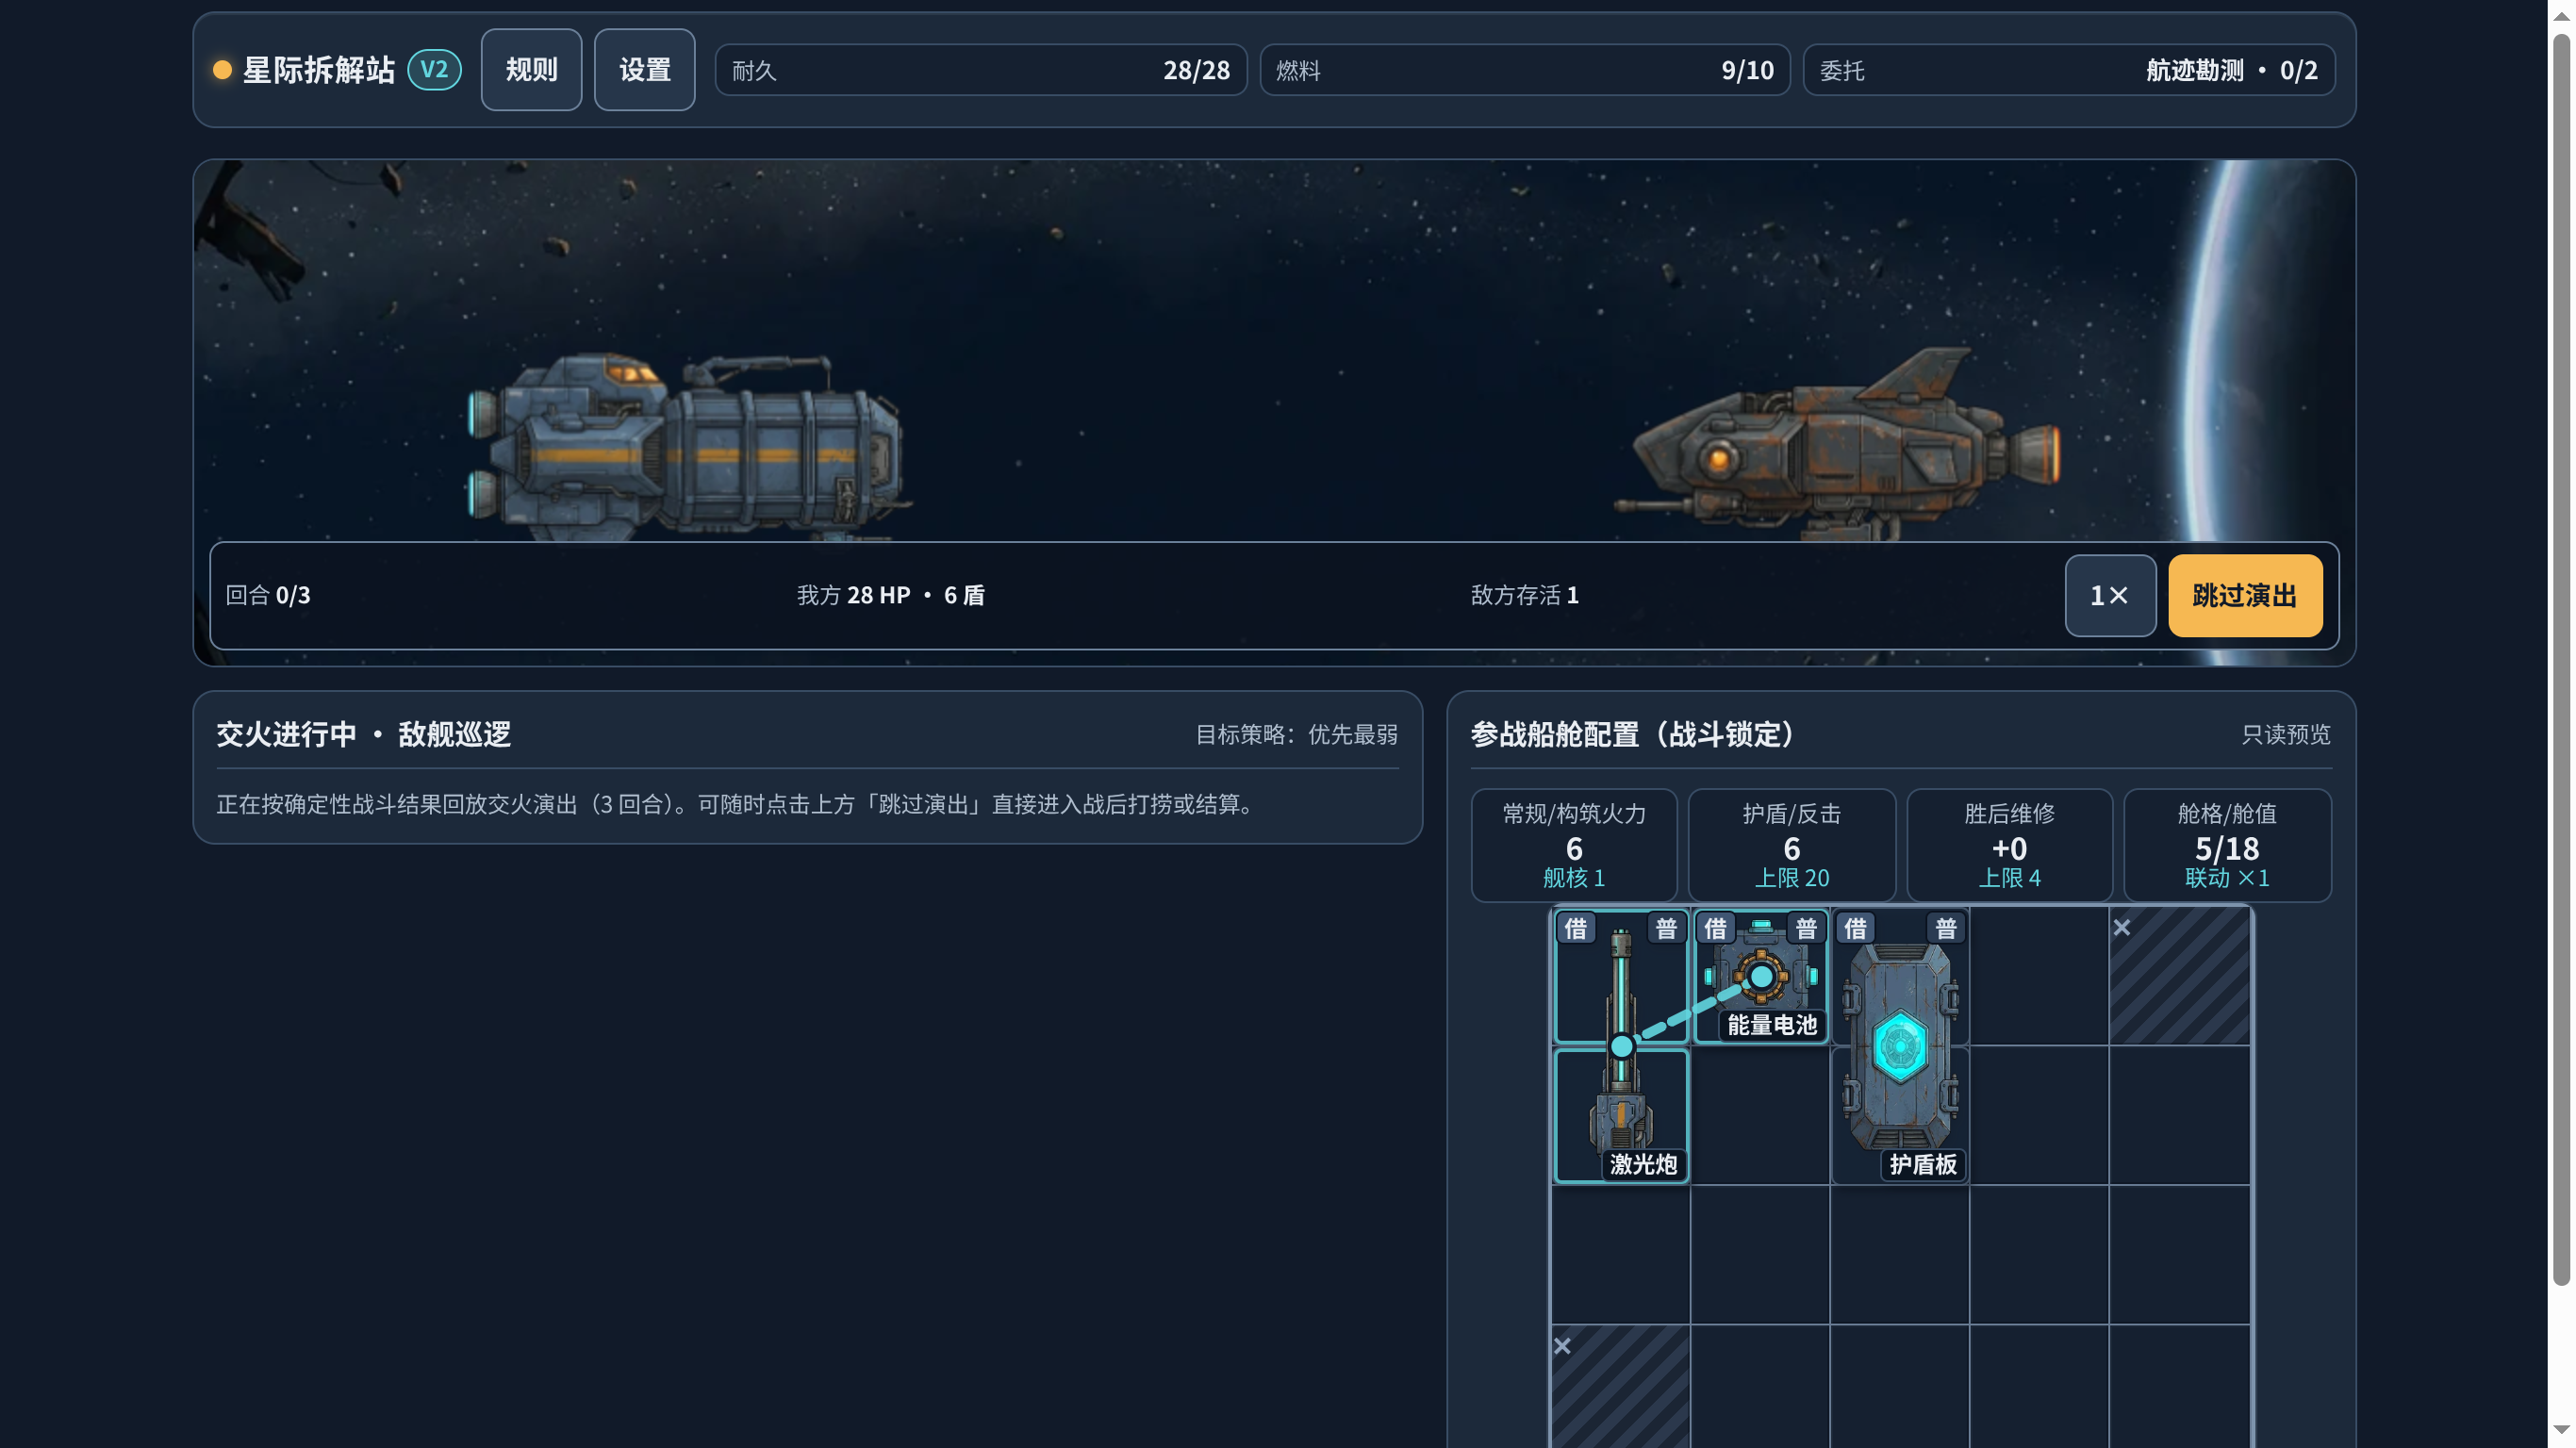 星际拆解站 V2 规则 设置 耐久 28/28 燃料 9/10 委托 航迹勘测 · 0/2
回合 0/3 我方 28 HP · 6 盾 敌方存活 1 1× 跳过演出
交火进行中 · 敌舰巡逻 目标策略：优先最弱
正在按确定性战斗结果回放交火演出（3 回合）。可随时点击上方「跳过演出」直接进入战后打捞或结算。
参战船舱配置（战斗锁定） 只读预览
常规/构筑火力 护盾/反击 胜后维修 舱格/舱值
6 6 +0 5/18
舰核 1 上限 20 上限 4 联动 ×1
借 普 借 普 借 普 ×
能量电池
激光炮 护盾板
×